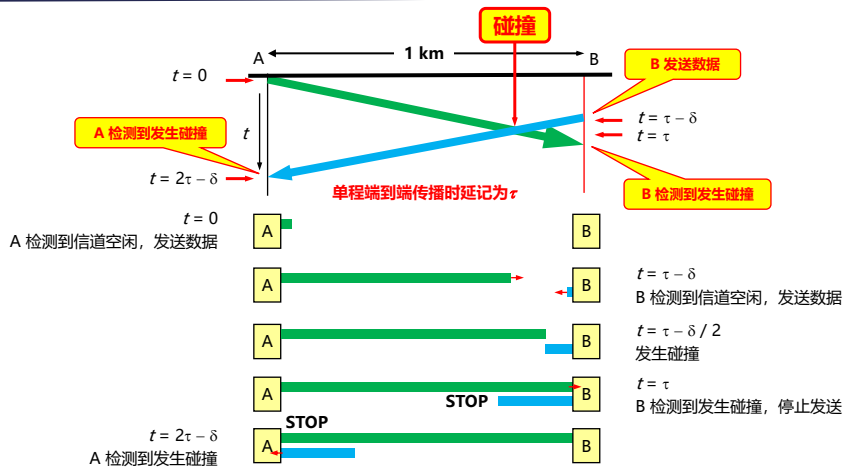 碰撞
A
1 km
B
B 发送数据
t = 0
t = τ − δ
t = τ
A 检测到发生碰撞
t
t = 2τ − δ
单程端到端传播时延记为τ
B 检测到发生碰撞
t = 0
A 检测到信道空闲，发送数据
A
B
A
B
t = τ − δ
B 检测到信道空闲，发送数据
A
B
t = τ − δ / 2
发生碰撞
A
STOP
B
t = τ
B 检测到发生碰撞，停止发送
STOP
t = 2τ − δ
A 检测到发生碰撞
A
B